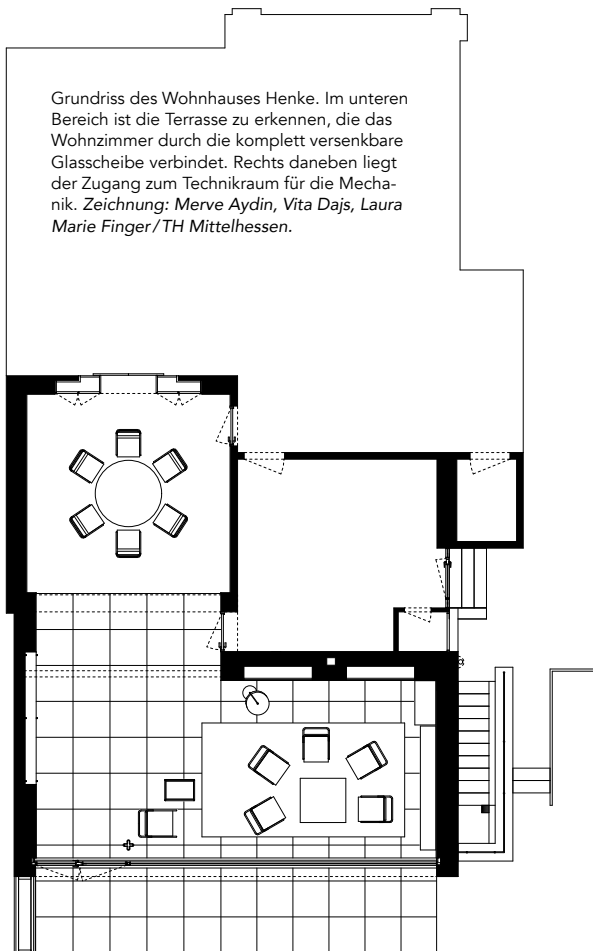 Grundriss des Wohnhauses Henke. Im unteren
Bereich ist die Terrasse zu erkennen, die das
Wohnzimmer durch die komplett versenkbare
Glasscheibe verbindet. Rechts daneben liegt
der Zugang zum Technikraum für die Mecha-
nik. Zeichnung: Merve Aydin, Vita Dajs, Laura
Marie Finger/TH Mittelhessen.